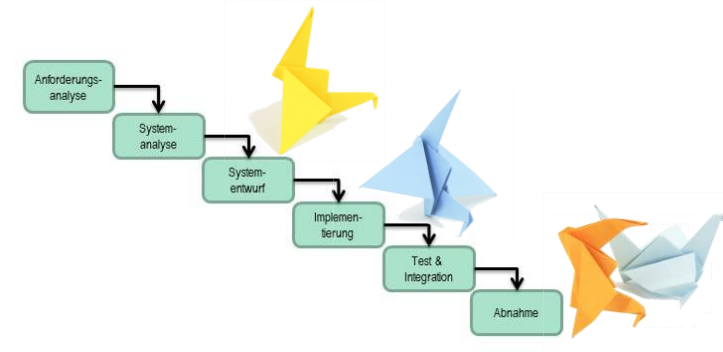 Anforderungs-
analyse
System-
analyse
System-
entwurf
Implemen-
tierung
Test &
Integration
Abnahme